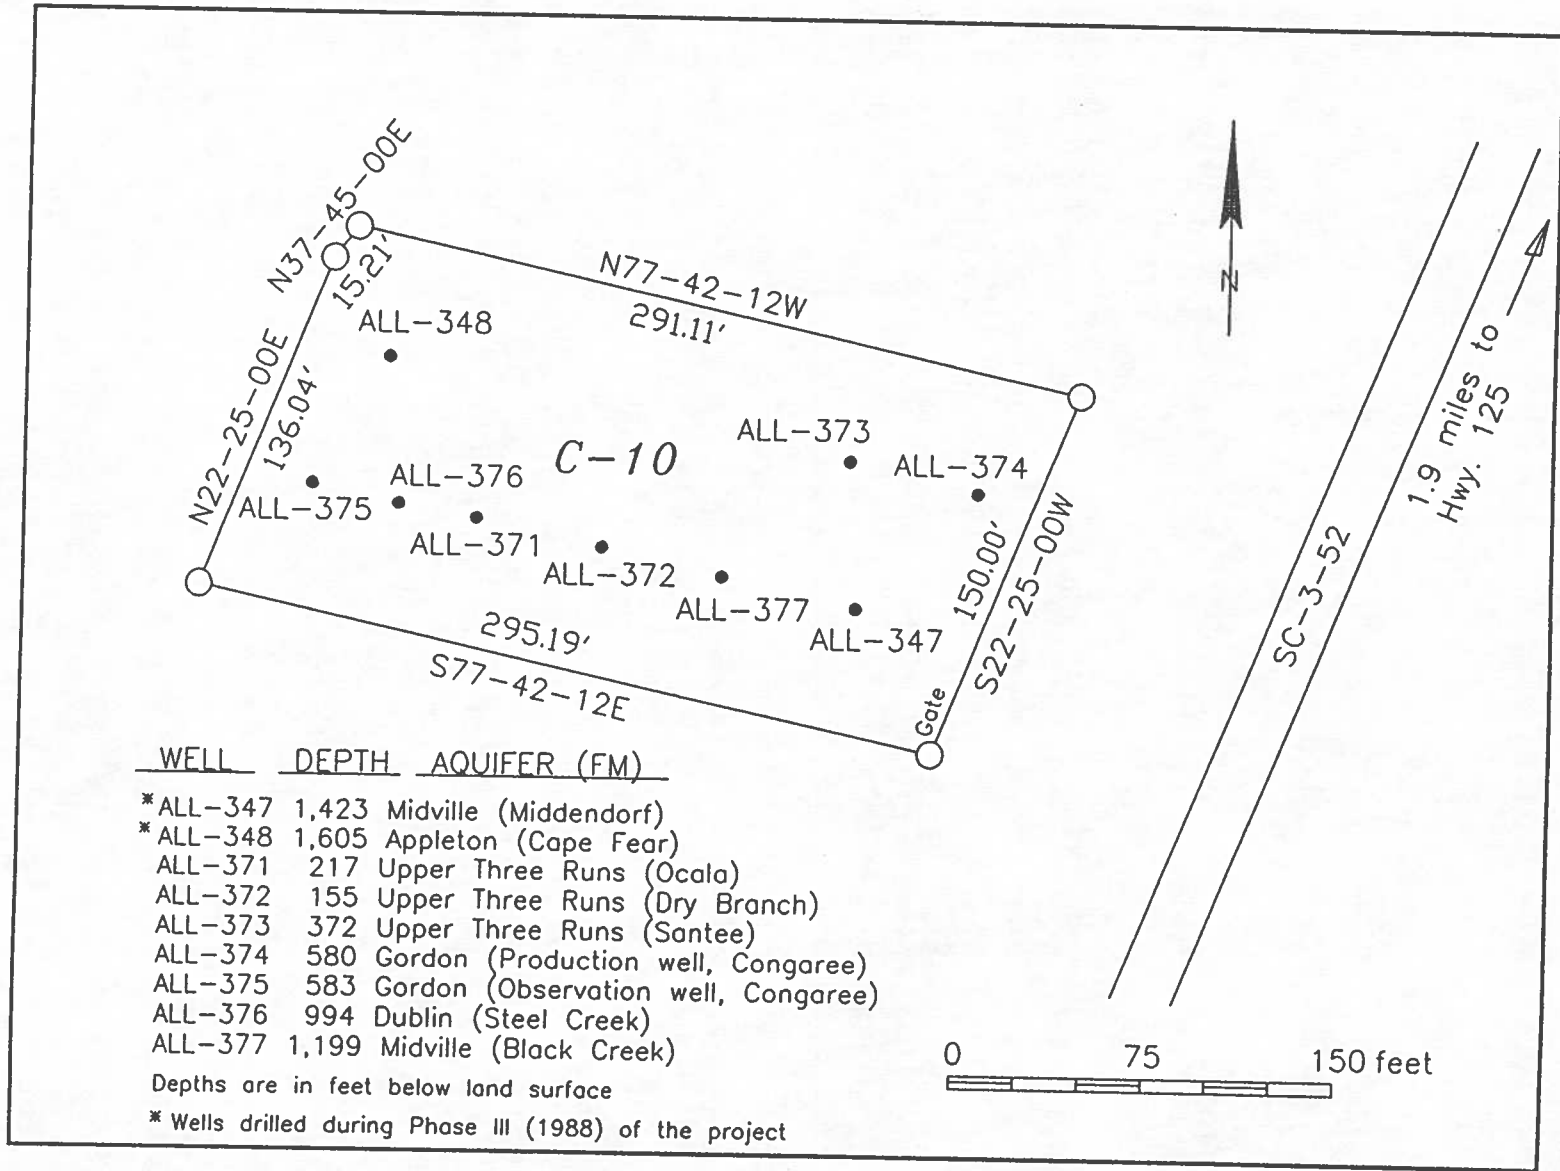 N37-45-00E
15.21'
N77-42-12W
291.11'
N
ALL-348
N22-25-00E
136.04'
C-10
ALL-373
ALL-374
ALL-376
ALL-375
ALL-371
ALL-372
ALL-377
ALL-347
150.00'
S22-25-00W
295.19'
S77-42-12E
Gate
SC-3-52
1.9 miles to
Hwy. 125
WELL DEPTH AQUIFER (FM)
*ALL-347 1,423 Midville (Middendorf)
*ALL-348 1,605 Appleton (Cape Fear)
ALL-371 217 Upper Three Runs (Ocala)
ALL-372 155 Upper Three Runs (Dry Branch)
ALL-373 372 Upper Three Runs (Santee)
ALL-374 580 Gordon (Production well, Congaree)
ALL-375 583 Gordon (Observation well, Congaree)
ALL-376 994 Dublin (Steel Creek)
ALL-377 1,199 Midville (Black Creek)
Depths are in feet below land surface
* Wells drilled during Phase III (1988) of the project
0 75 150 feet